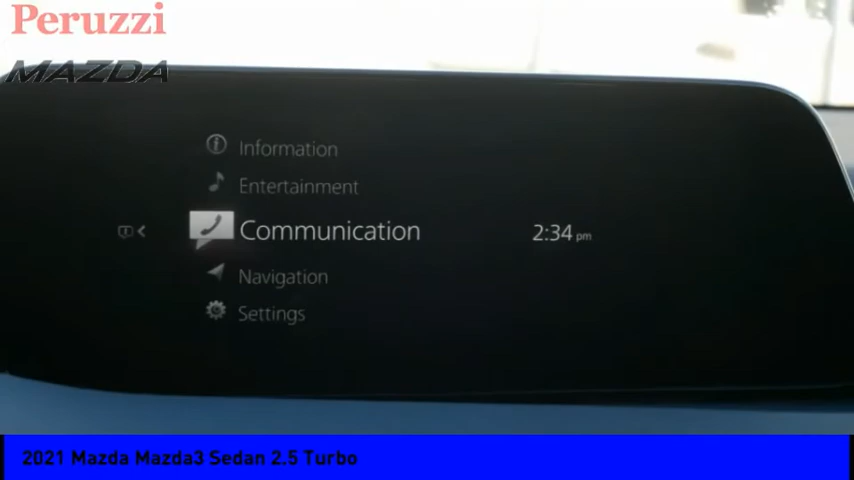 Peruzzi
MAZDA
Information
Entertainment
Communication
2:34 pm
Navigation
Settings
2021 Mazda Mazda3 Sedan 2.5 Turbo